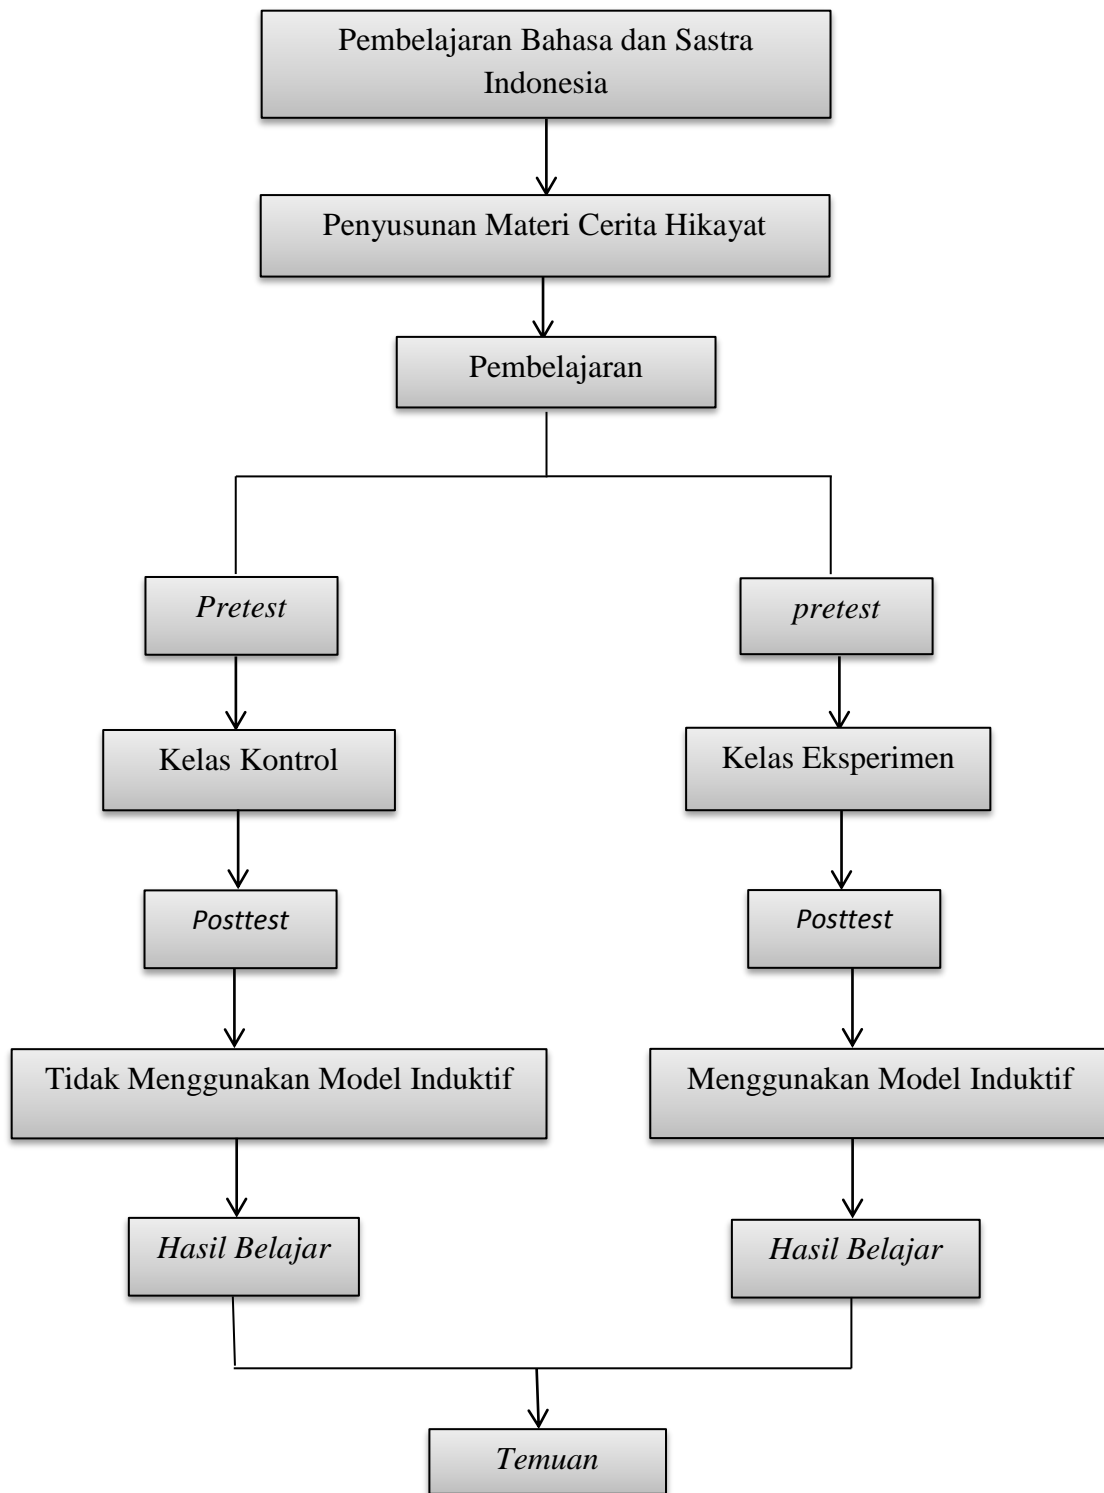 Pembelajaran Bahasa dan Sastra
Indonesia
Penyusunan Materi Cerita Hikayat
Pembelajaran
Pretest
pretest
Kelas Kontrol
Kelas Eksperimen
Posttest
Posttest
Tidak Menggunakan Model Induktif
Menggunakan Model Induktif
Hasil Belajar
Hasil Belajar
Temuan